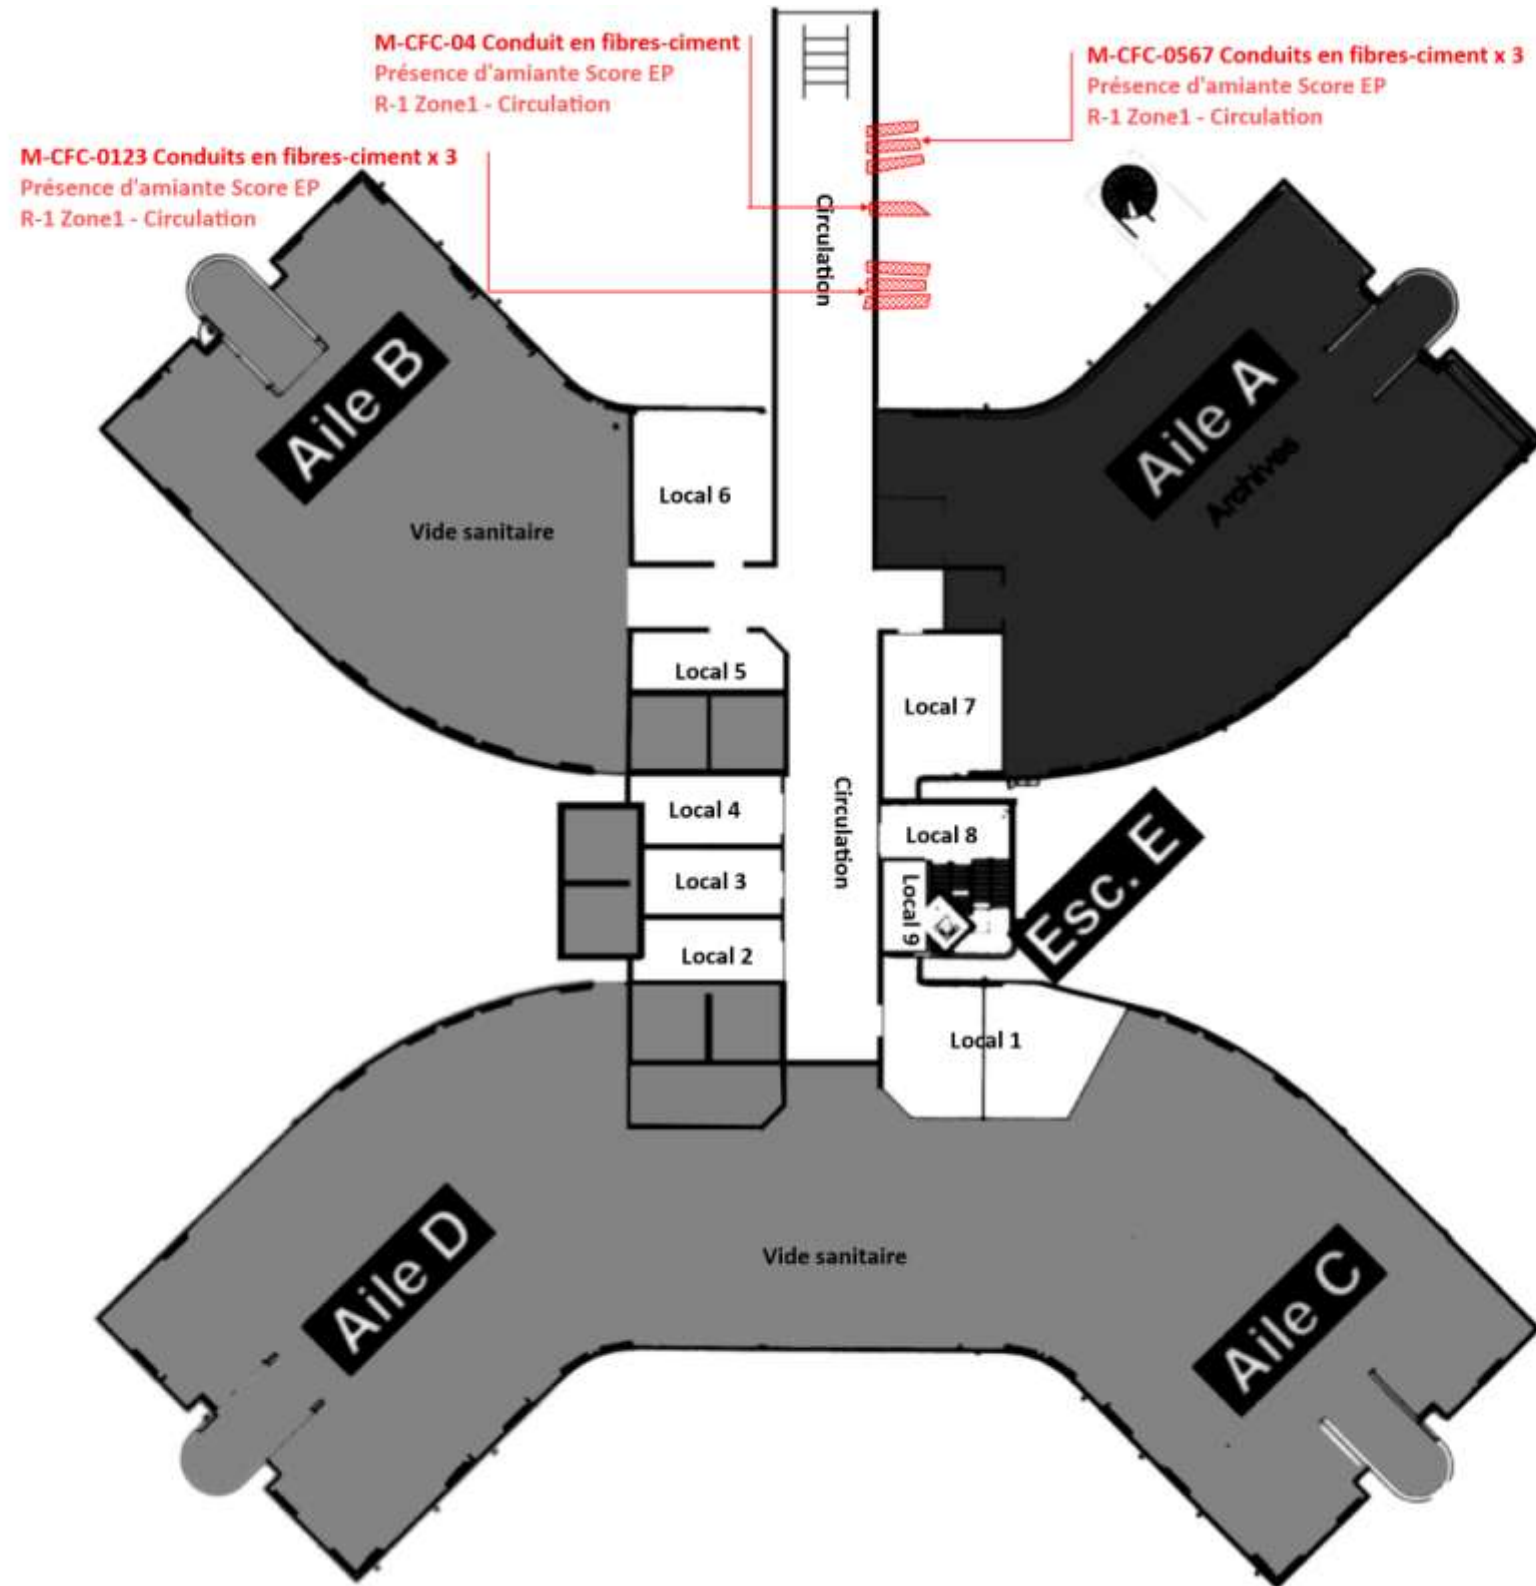 M-CFC-04 Conduit en fibres-ciment
Présence d'amiante Score EP
R-1 Zone1 - Circulation
M-CFC-0567 Conduits en fibres-ciment x 3
Présence d'amiante Score EP
R-1 Zone1 - Circulation
M-CFC-0123 Conduits en fibres-ciment x 3
Présence d'amiante Score EP
R-1 Zone1 - Circulation
Circulation
Aile B
Aile A
Archives
Local 6
Vide sanitaire
Local 5
Local 7
Circulation
Local 4
Local 8
Local 3
Local 9
Esc. E
Local 2
Local 1
Aile D
Vide sanitaire
Aile C